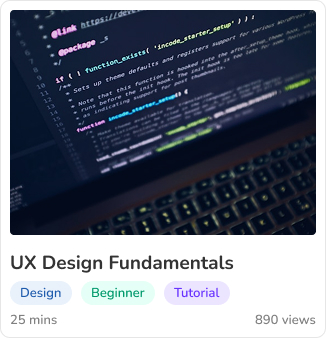 @link https://deve
@package _s
if ( ! function_exists( 'incode_starter_setup' ) ) :
/**
* Sets up theme defaults and registers support for various WordPress
* Note that this function is hooked into the after_setup_theme hook,
* runs before the init hook. The init hook is too late for some
* as indicating support for post thumbnails.
*/
function incode_starter_setup() {
UX Design Fundamentals
Design
Beginner
Tutorial
25 mins
890 views